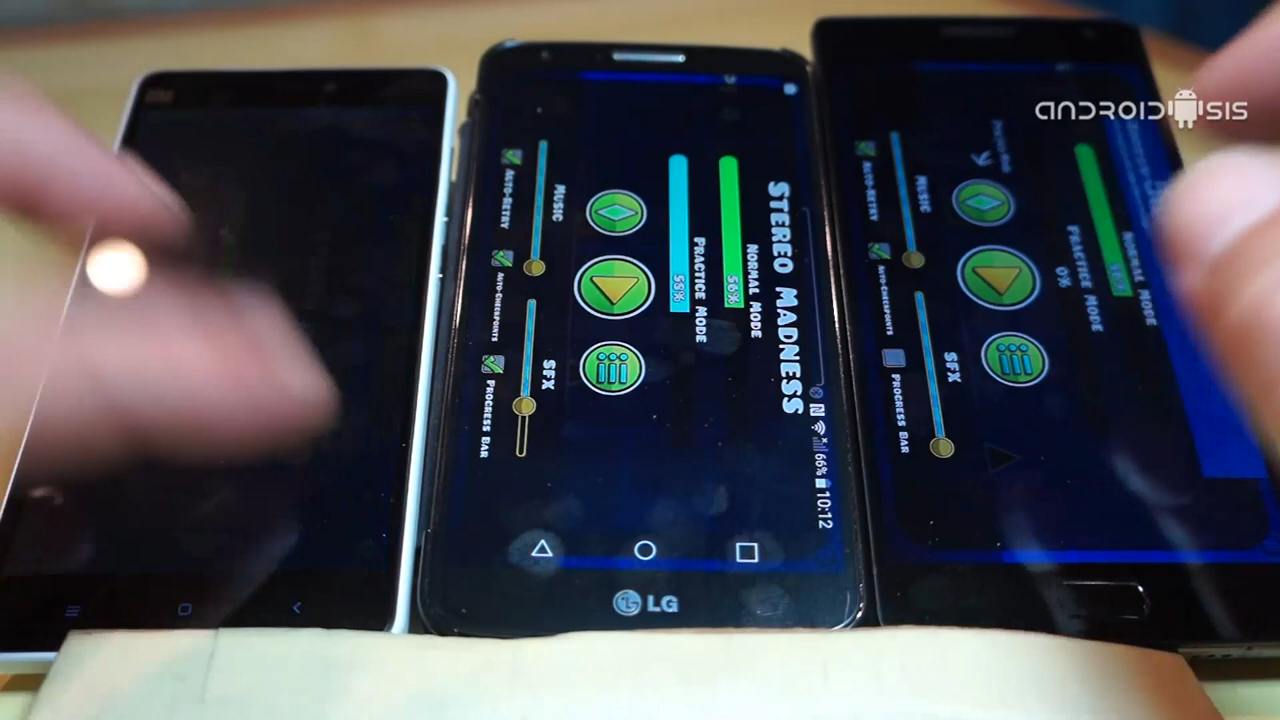 ANDROIDSIS
STEREO MADNESS
NORMAL MODE
56%
PRACTICE MODE
58%
MUSIC
SFX
AUTO-RETRY
AUTO-CHECKPOINTS
PROGRESS BAR
66% 10:12
LG
NORMAL MODE
PRACTICE MODE
0%
MUSIC
SFX
AUTO-RETRY
AUTO-CHECKPOINTS
PROGRESS BAR